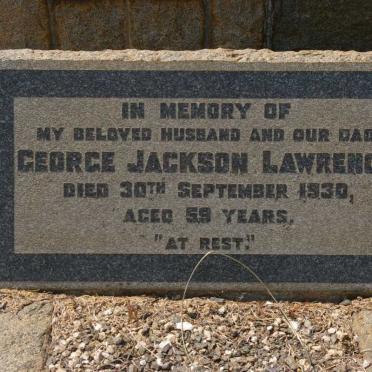 IN MEMORY OF
MY BELOVED HUSBAND AND OUR DAD
GEORGE JACKSON LAWRENC
DIED 30TH SEPTEMBER 1930,
AGED 59 YEARS.
"AT REST."